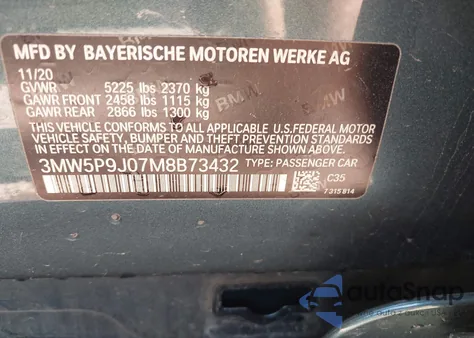 MFD BY BAYERISCHE MOTOREN WERKE AG
11/20
GVWR 5225 lbs 2370 kg
GAWR FRONT 2458 lbs 1115 kg
GAWR REAR 2866 lbs 1300 kg
THIS VEHICLE CONFORMS TO ALL APPLICABLE U.S.FEDERAL MOTOR
VEHICLE SAFETY, BUMPER, AND THEFT PREVENTION STANDARDS
IN EFFECT ON THE DATE OF MANUFACTURE SHOWN ABOVE.
3MW5P9J07M8B73432 TYPE: PASSENGER CAR
C35
7 315 814
BMW
BMW
autoSnap